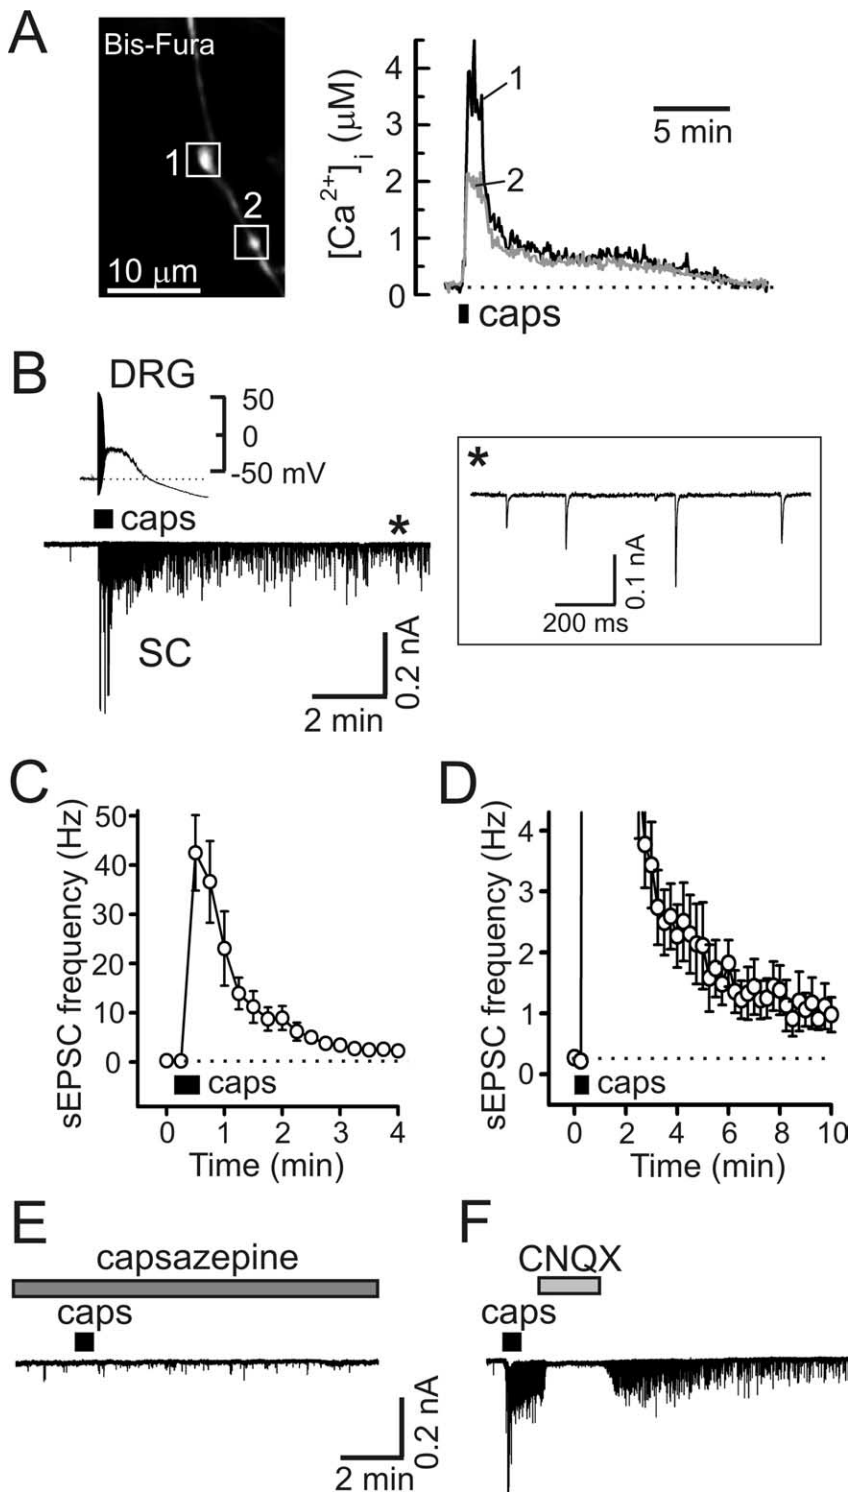 A
Bis-Fura
1
2
10 μm
[Ca²⁺]ᵢ (μM)
4
3
2
1
0
1
2
5 min
caps
B
DRG
50
0
-50 mV
caps
*
SC
0.2 nA
2 min
*
0.1 nA
200 ms
C
sEPSC frequency (Hz)
50
40
30
20
10
0
caps
0 1 2 3 4
Time (min)
D
sEPSC frequency (Hz)
4
3
2
1
0
caps
0 2 4 6 8 10
Time (min)
E
capsazepine
caps
0.2 nA
2 min
F
CNQX
caps